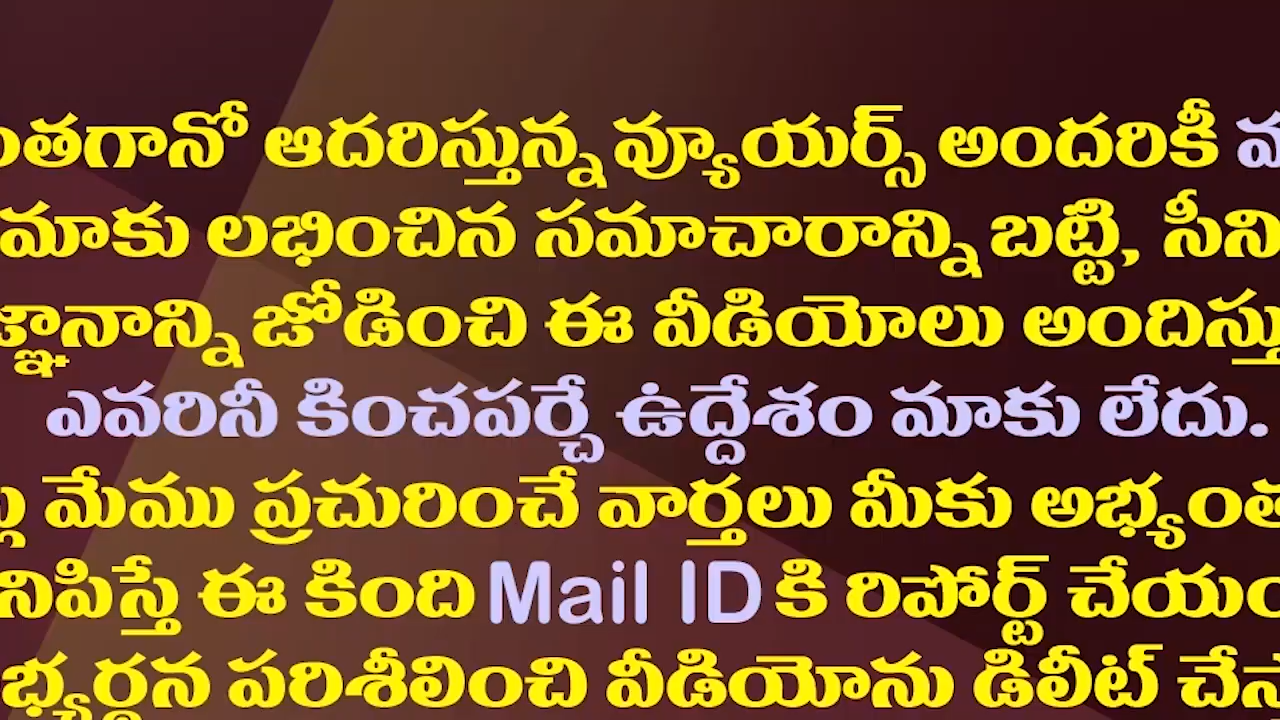 ంతగానో ఆదరిస్తున్న వ్యూయర్స్ అందరికీ
మాకు లభించిన సమాచారాన్ని బట్టి, సీని
జ్ఞానాన్ని జోడించి ఈ వీడియోలు అందిస్తు
ఎవరినీ కించపర్చే ఉద్దేశం మాకు లేదు.
మేము ప్రచురించే వార్తలు మీకు అభ్యంత
నిపిస్తే ఈ కింది Mail ID కి రిపోర్ట్ చేయం
భ్యర్థన పరిశీలించి వీడియోను డిలీట్ చేస